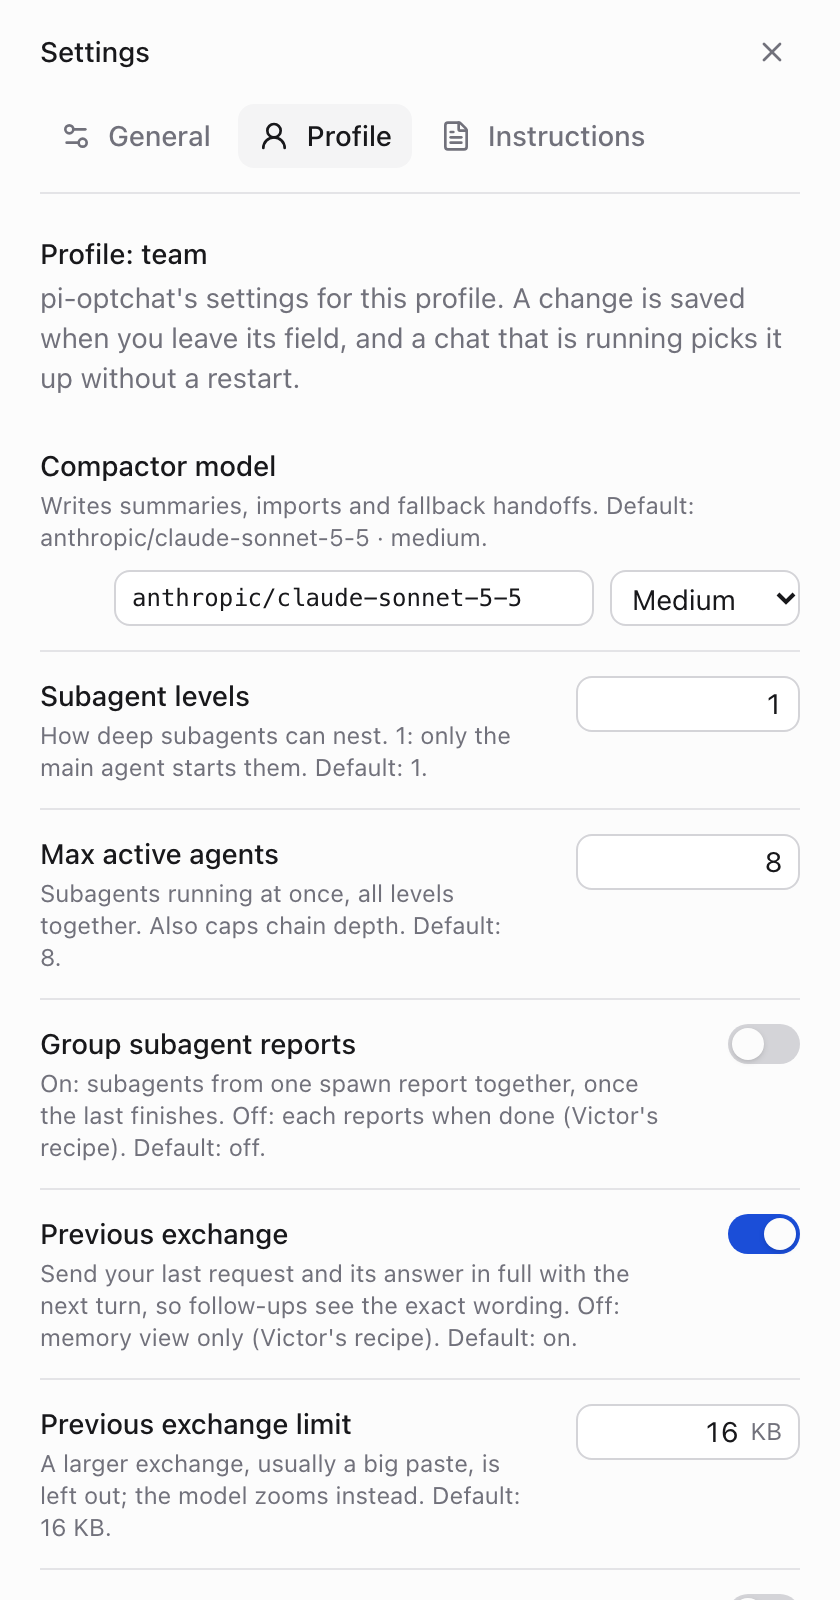 Settings
General
Profile
Instructions
Profile: team
pi-optchat's settings for this profile. A change is saved
when you leave its field, and a chat that is running picks it
up without a restart.
Compactor model
Writes summaries, imports and fallback handoffs. Default:
anthropic/claude-sonnet-5-5 · medium.
anthropic/claude-sonnet-5-5
Medium
Subagent levels
1
How deep subagents can nest. 1: only the
main agent starts them. Default: 1.
Max active agents
8
Subagents running at once, all levels
together. Also caps chain depth. Default:
8.
Group subagent reports
On: subagents from one spawn report together, once
the last finishes. Off: each reports when done (Victor's
recipe). Default: off.
Previous exchange
Send your last request and its answer in full with the
next turn, so follow-ups see the exact wording. Off:
memory view only (Victor's recipe). Default: on.
Previous exchange limit
16 KB
A larger exchange, usually a big paste, is
left out; the model zooms instead. Default:
16 KB.